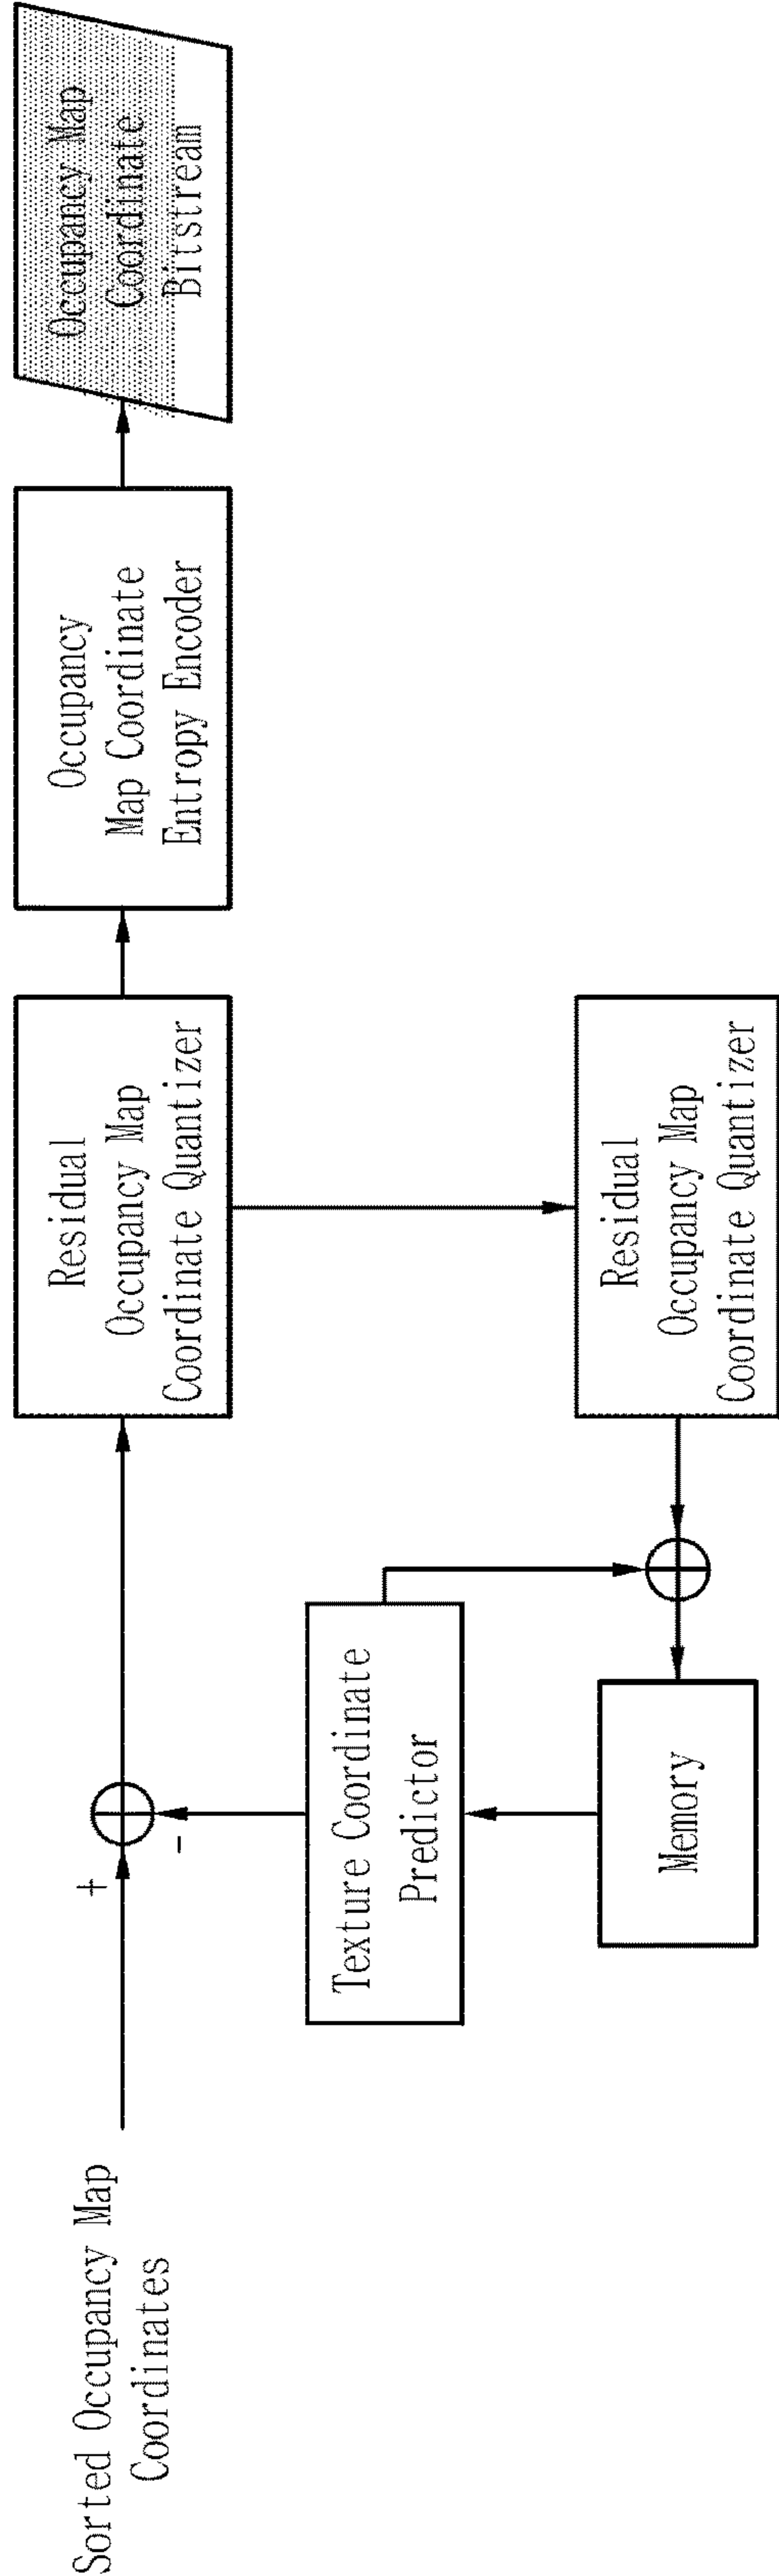 Sorted Occupancy Map
Coordinates
+
-
Residual
Occupancy Map
Coordinate Quantizer
Occupancy
Map Coordinate
Entropy Encoder
Occupancy Map
Coordinate
Bitstream
Texture Coordinate
Predictor
Memory
Residual
Occupancy Map
Coordinate Quantizer